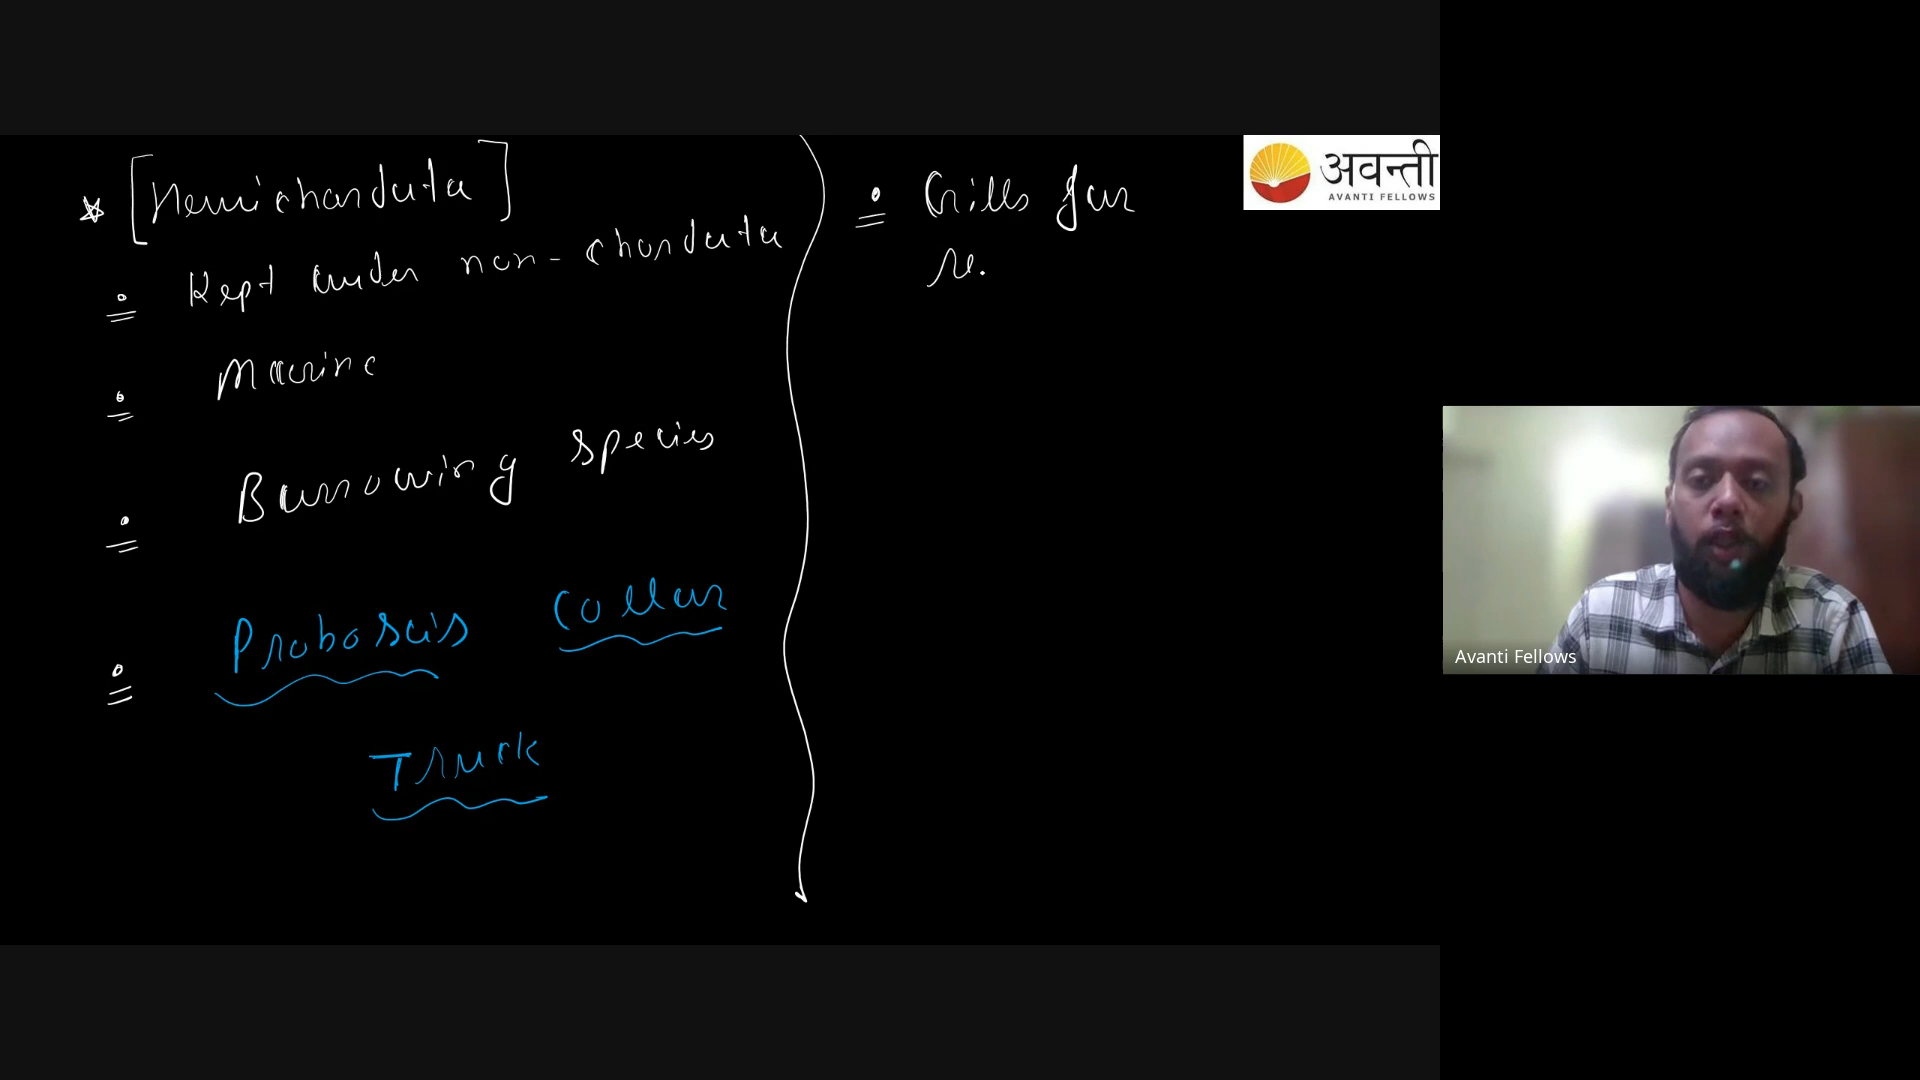 [Hemichordata]
Kept under non-chordata
Marine
Burrowing species
Proboscis Collar
Trunk
Gills for
r.
अवन्ती
AVANTI FELLOWS
Avanti Fellows